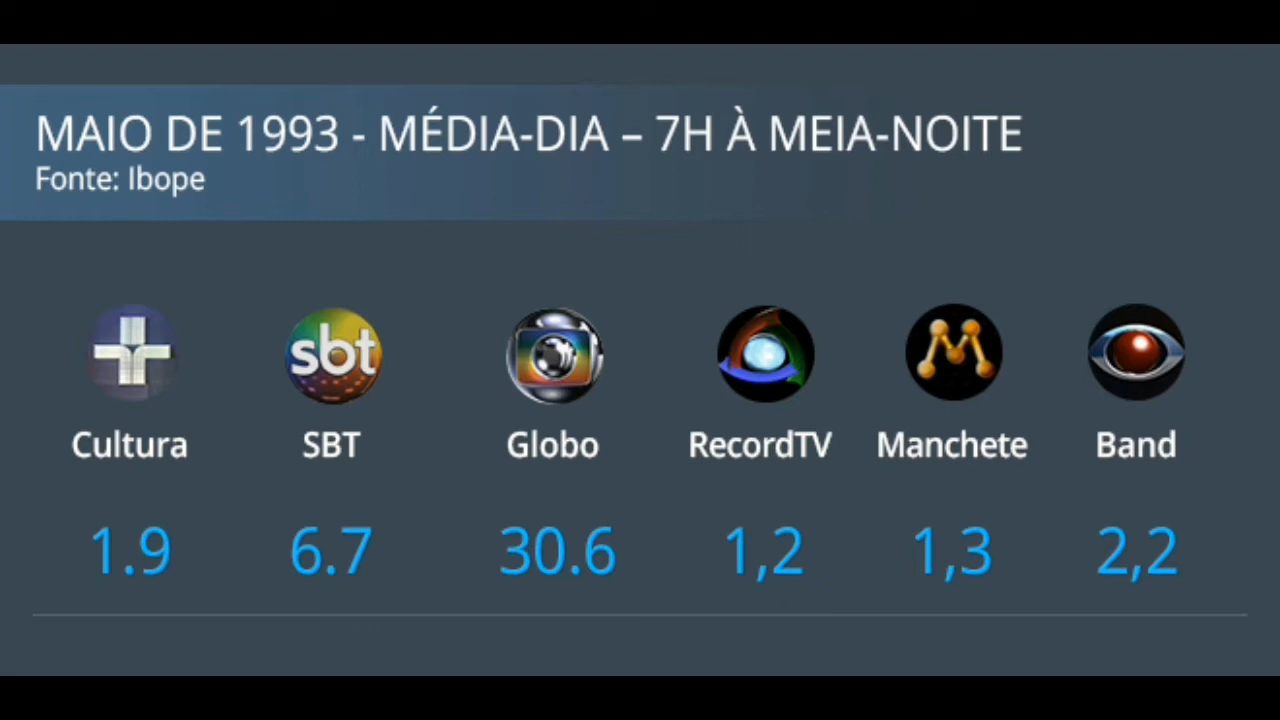 MAIO DE 1993 - MÉDIA-DIA – 7H À MEIA-NOITE
Fonte: Ibope
sbt
Cultura SBT Globo RecordTV Manchete Band
1.9 6.7 30.6 1,2 1,3 2,2